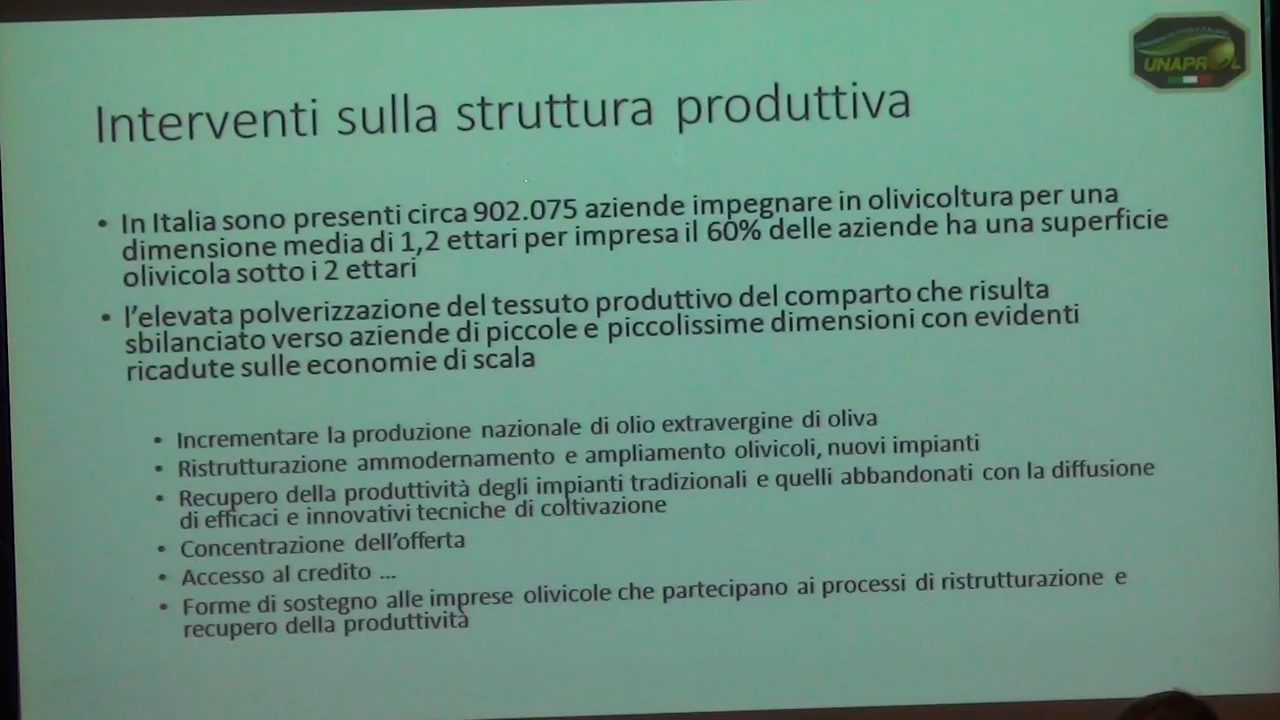 UNAPROL
Interventi sulla struttura produttiva
• In Italia sono presenti circa 902.075 aziende impegnare in olivicoltura per una
dimensione media di 1,2 ettari per impresa il 60% delle aziende ha una superficie
olivicola sotto i 2 ettari
• l'elevata polverizzazione del tessuto produttivo del comparto che risulta
sbilanciato verso aziende di piccole e piccolissime dimensioni con evidenti
ricadute sulle economie di scala
• Incrementare la produzione nazionale di olio extravergine di oliva
• Ristrutturazione ammodernamento e ampliamento olivicoli, nuovi impianti
• Recupero della produttività degli impianti tradizionali e quelli abbandonati con la diffusione
di efficaci e innovativi tecniche di coltivazione
• Concentrazione dell'offerta
• Accesso al credito ...
• Forme di sostegno alle imprese olivicole che partecipano ai processi di ristrutturazione e
recupero della produttività